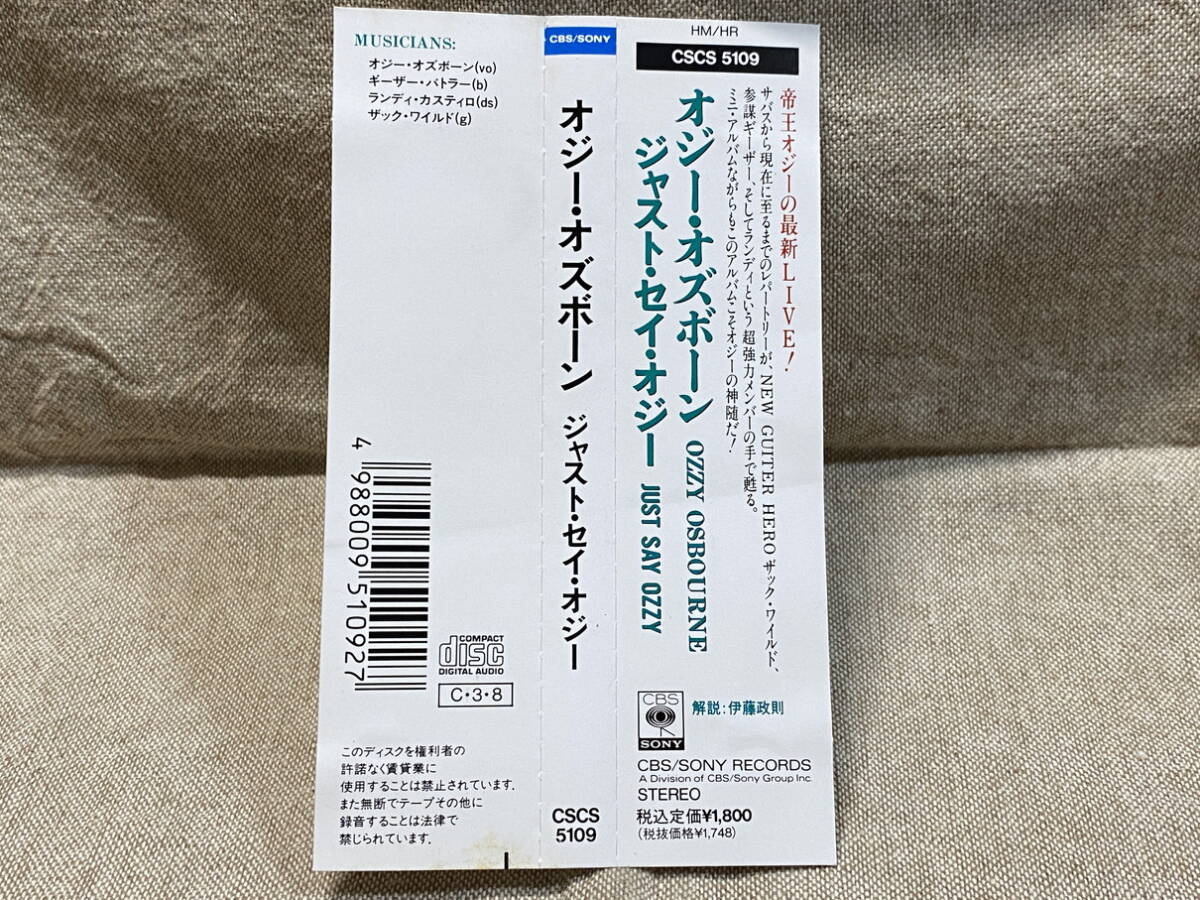 MUSICIANS:
オジー・オズボーン(vo)
ギーザー・バトラー(b)
ランディ・カスティロ(ds)
ザック・ワイルド(g)
4 988009 510927
COMPACT
disc
DIGITAL AUDIO
C・3・8
このディスクを権利者の
許諾なく賃貸業に
使用することは禁止されています。
また無断でテープその他に
録音することは法律で
禁じられています。
CBS/SONY
オジー・オズボーン ジャスト・セイ・オジー
CSCS
5109
HM/HR
CSCS 5109
帝王オジーの最新LIVE!
サバスから現在に至るまでのレパートリーが、NEW GUITER HERO ザック・ワイルド、
参謀ギーザー、そしてランディという超強力メンバーの手で甦る。
ミニ・アルバムながらもこのアルバムこそオジーの神随だ!
オジー・オズボーン OZZY OSBOURNE
ジャスト・セイ・オジー JUST SAY OZZY
解説:伊藤政則
CBS
SONY
CBS/SONY RECORDS
A Division of CBS/Sony Group Inc.
STEREO
税込定価¥1,800
(税抜価格¥1,748)